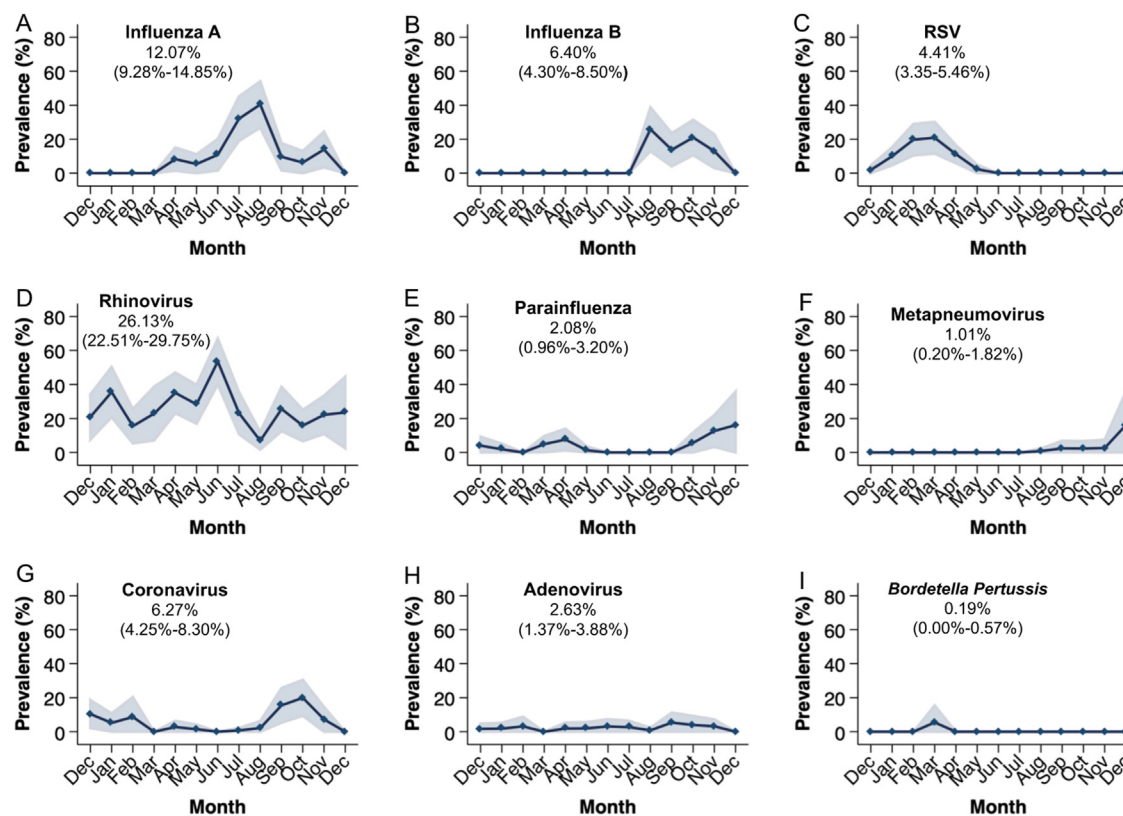 A
Influenza A
12.07%
(9.28%-14.85%)
Prevalence (%)
80
60
40
20
0
Dec Jan Feb Mar Apr May Jun Jul Aug Sep Oct Nov Dec
Month
B
Influenza B
6.40%
(4.30%-8.50%)
Prevalence (%)
80
60
40
20
0
Dec Jan Feb Mar Apr May Jun Jul Aug Sep Oct Nov Dec
Month
C
RSV
4.41%
(3.35-5.46%)
Prevalence (%)
80
60
40
20
0
Dec Jan Feb Mar Apr May Jun Jul Aug Sep Oct Nov Dec
Month
D
Rhinovirus
26.13%
(22.51%-29.75%)
Prevalence (%)
80
60
40
20
0
Dec Jan Feb Mar Apr May Jun Jul Aug Sep Oct Nov Dec
Month
E
Parainfluenza
2.08%
(0.96%-3.20%)
Prevalence (%)
80
60
40
20
0
Dec Jan Feb Mar Apr May Jun Jul Aug Sep Oct Nov Dec
Month
F
Metapneumovirus
1.01%
(0.20%-1.82%)
Prevalence (%)
80
60
40
20
0
Dec Jan Feb Mar Apr May Jun Jul Aug Sep Oct Nov Dec
Month
G
Coronavirus
6.27%
(4.25%-8.30%)
Prevalence (%)
80
60
40
20
0
Dec Jan Feb Mar Apr May Jun Jul Aug Sep Oct Nov Dec
Month
H
Adenovirus
2.63%
(1.37%-3.88%)
Prevalence (%)
80
60
40
20
0
Dec Jan Feb Mar Apr May Jun Jul Aug Sep Oct Nov Dec
Month
I
Bordetella Pertussis
0.19%
(0.00%-0.57%)
Prevalence (%)
80
60
40
20
0
Dec Jan Feb Mar Apr May Jun Jul Aug Sep Oct Nov Dec
Month